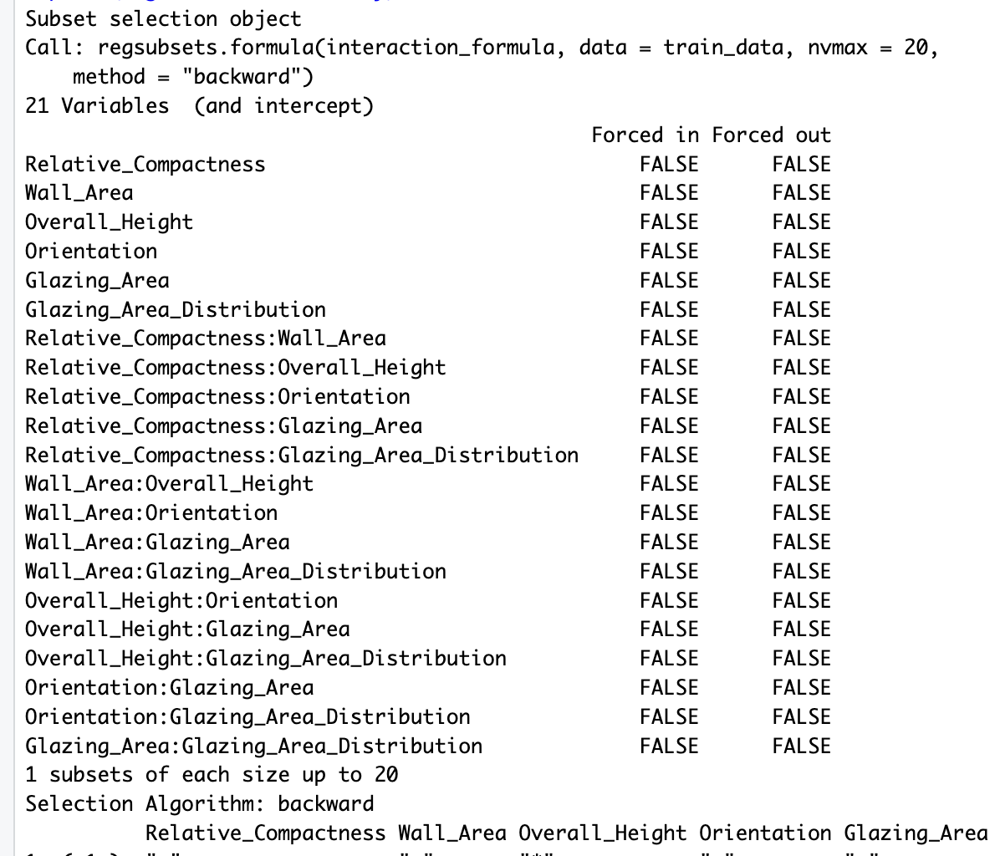 Subset selection object
Call: regsubsets.formula(interaction_formula, data = train_data, nvmax = 20,
    method = "backward")
21 Variables  (and intercept)
                                               Forced in Forced out
Relative_Compactness                               FALSE      FALSE
Wall_Area                                          FALSE      FALSE
Overall_Height                                     FALSE      FALSE
Orientation                                        FALSE      FALSE
Glazing_Area                                       FALSE      FALSE
Glazing_Area_Distribution                          FALSE      FALSE
Relative_Compactness:Wall_Area                     FALSE      FALSE
Relative_Compactness:Overall_Height                FALSE      FALSE
Relative_Compactness:Orientation                   FALSE      FALSE
Relative_Compactness:Glazing_Area                  FALSE      FALSE
Relative_Compactness:Glazing_Area_Distribution     FALSE      FALSE
Wall_Area:Overall_Height                           FALSE      FALSE
Wall_Area:Orientation                              FALSE      FALSE
Wall_Area:Glazing_Area                             FALSE      FALSE
Wall_Area:Glazing_Area_Distribution                FALSE      FALSE
Overall_Height:Orientation                         FALSE      FALSE
Overall_Height:Glazing_Area                        FALSE      FALSE
Overall_Height:Glazing_Area_Distribution           FALSE      FALSE
Orientation:Glazing_Area                           FALSE      FALSE
Orientation:Glazing_Area_Distribution              FALSE      FALSE
Glazing_Area:Glazing_Area_Distribution             FALSE      FALSE
1 subsets of each size up to 20
Selection Algorithm: backward
          Relative_Compactness Wall_Area Overall_Height Orientation Glazing_Area